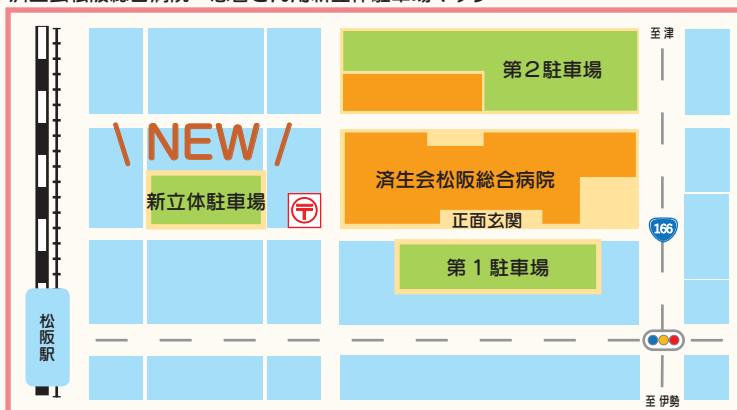 至 津
第2駐車場
NEW
済生会松阪総合病院
新立体駐車場
〒
正面玄関
166
第1駐車場
松阪駅
至 伊勢